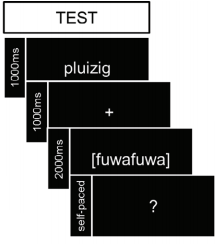 TEST
pluizig
1000ms
+
1000ms
[fuwafuwa]
2000ms
?
self-paced